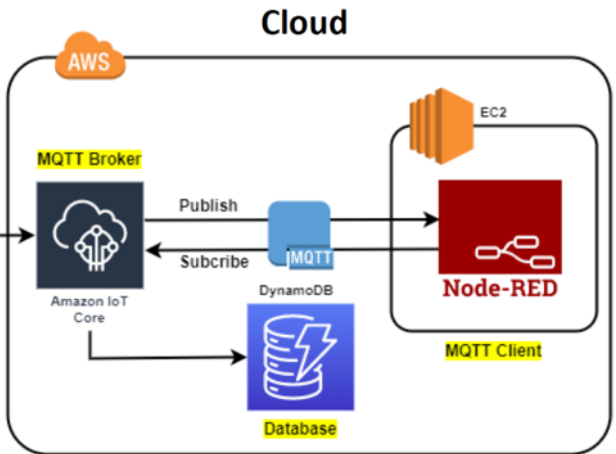 Cloud
AWS
EC2
MQTT Broker
Publish
MQTT
Subcribe
Node-RED
Amazon IoT
Core
DynamoDB
MQTT Client
Database